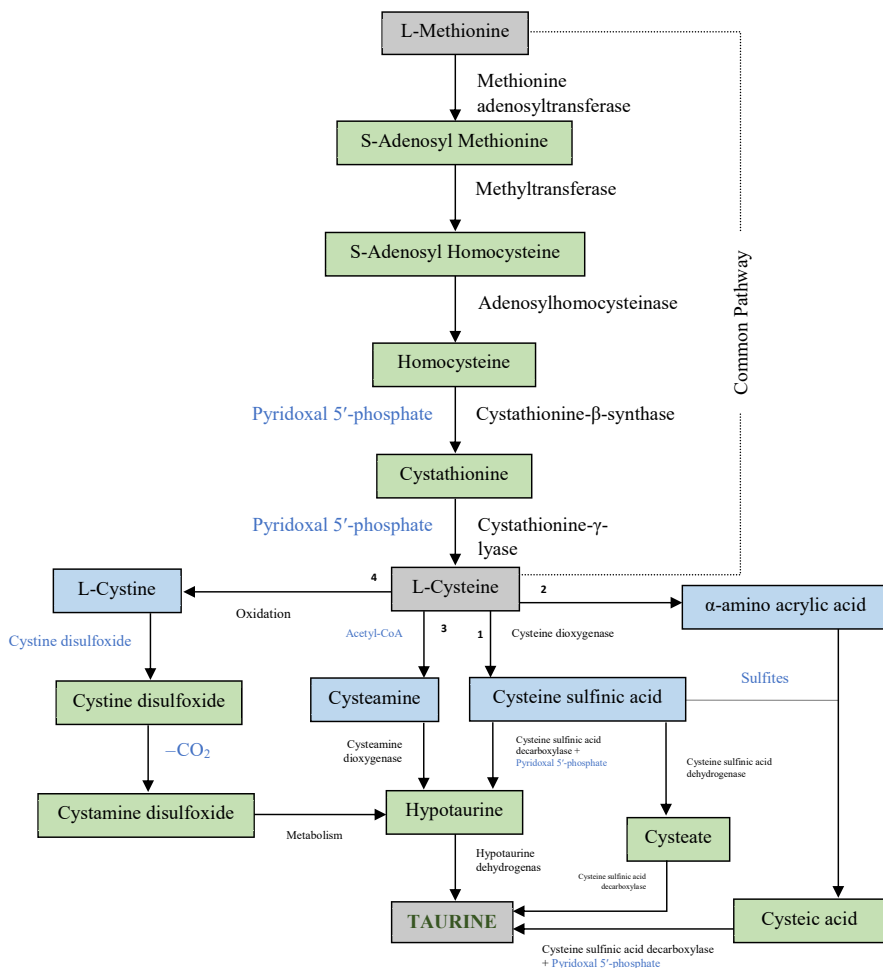 L-Methionine
Methionine
adenosyltransferase
S-Adenosyl Methionine
Methyltransferase
S-Adenosyl Homocysteine
Adenosylhomocysteinase
Common Pathway
Homocysteine
Pyridoxal 5′-phosphate
Cystathionine-β-synthase
Cystathionine
Pyridoxal 5′-phosphate
Cystathionine-γ-
lyase
L-Cystine
4
L-Cysteine
2
α-amino acrylic acid
Oxidation
Acetyl-CoA
3
1
Cysteine dioxygenase
Cystine disulfoxide
Cystine disulfoxide
Cysteamine
Cysteine sulfinic acid
Sulfites
–CO₂
Cysteamine
dioxygenase
Cysteine sulfinic acid
decarboxylase +
Pyridoxal 5′-phosphate
Cysteine sulfinic acid
dehydrogenase
Cystamine disulfoxide
Metabolism
Hypotaurine
Cysteate
Hypotaurine
dehydrogenas
Cysteine sulfinic acid
decarboxylase
TAURINE
Cysteic acid
Cysteine sulfinic acid decarboxylase
+ Pyridoxal 5′-phosphate